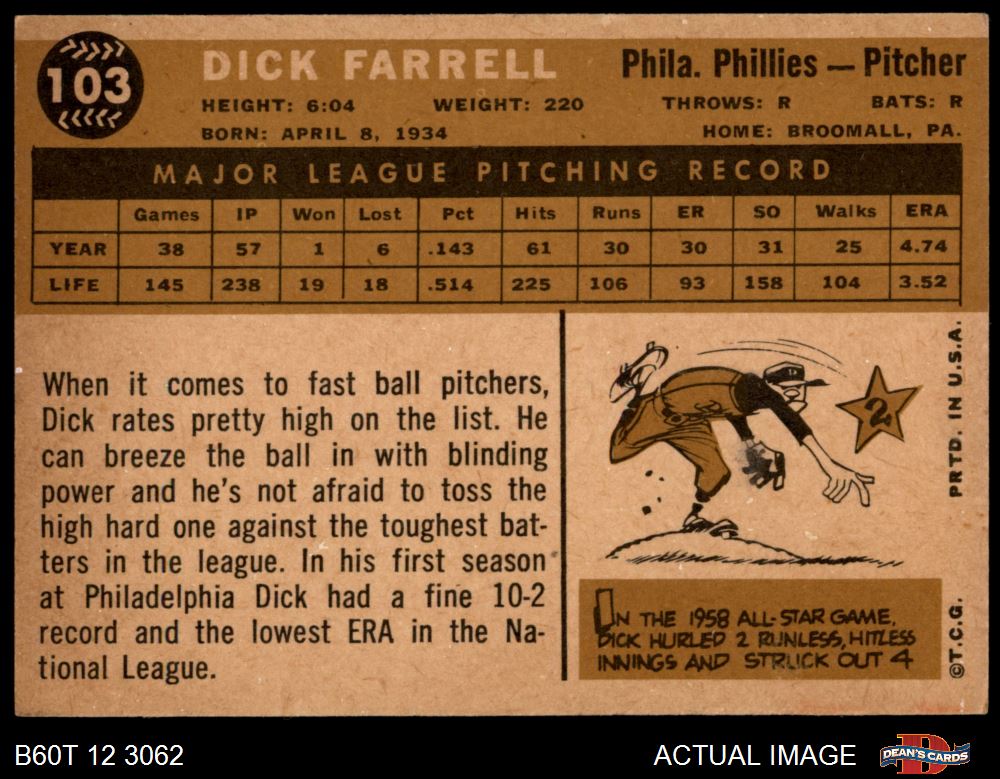 103
DICK FARRELL
Phila. Phillies — Pitcher
HEIGHT: 6:04 WEIGHT: 220 THROWS: R BATS: R
BORN: APRIL 8, 1934 HOME: BROOMALL, PA.
MAJOR LEAGUE PITCHING RECORD
Games IP Won Lost Pct Hits Runs ER SO Walks ERA
YEAR 38 57 1 6 .143 61 30 30 31 25 4.74
LIFE 145 238 19 18 .514 225 106 93 158 104 3.52
When it comes to fast ball pitchers,
Dick rates pretty high on the list. He
can breeze the ball in with blinding
power and he's not afraid to toss the
high hard one against the toughest bat-
ters in the league. In his first season
at Philadelphia Dick had a fine 10-2
record and the lowest ERA in the Na-
tional League.
2
IN THE 1958 ALL-STAR GAME,
DICK HURLED 2 RUNLESS, HITLESS
INNINGS AND STRUCK OUT 4
©T.C.G. PRTD. IN U.S.A.
B60T 12 3062
ACTUAL IMAGE
D
DEAN'S CARDS